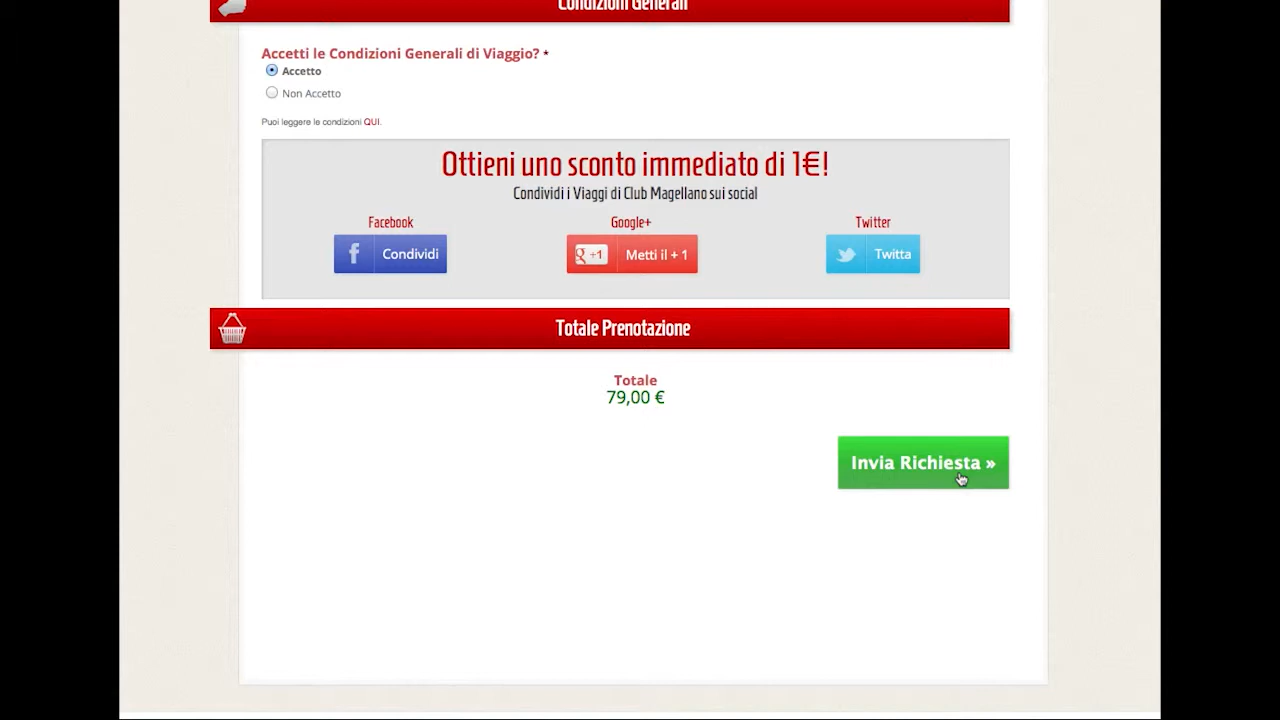 Condizioni Generali
Accetti le Condizioni Generali di Viaggio? *
Accetto
Non Accetto
Puoi leggere le condizioni QUI.
Ottieni uno sconto immediato di 1€!
Condividi i Viaggi di Club Magellano sui social
Facebook Google+ Twitter
f Condividi g +1 Metti il + 1 Twitta
Totale Prenotazione
Totale
79,00 €
Invia Richiesta »